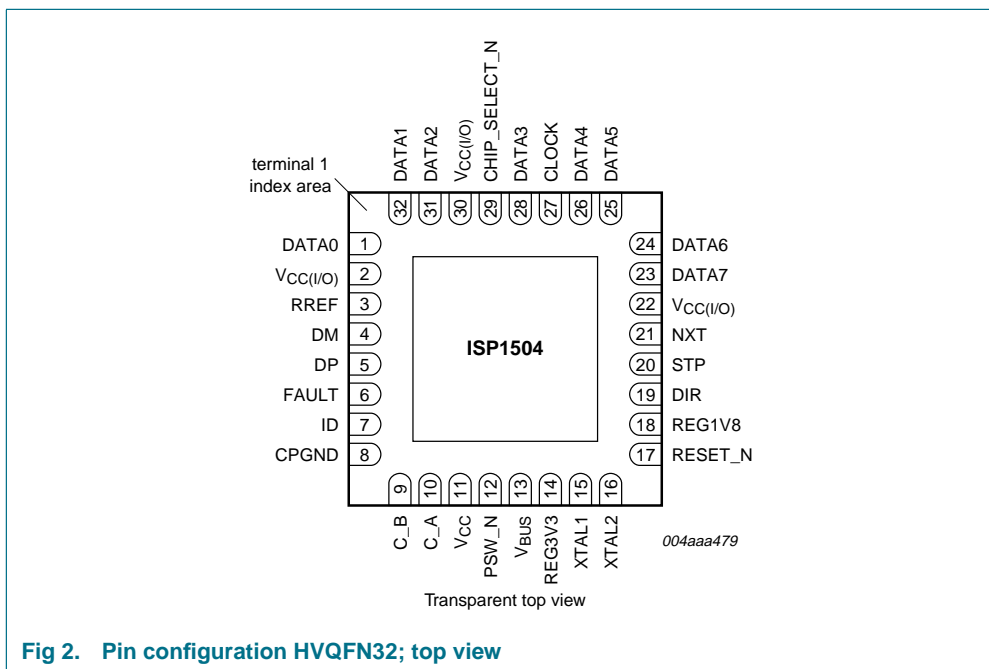 DATA1
DATA2
VCC(I/O)
CHIP_SELECT_N
DATA3
CLOCK
DATA4
DATA5
terminal 1
index area
32
31
30
29
28
27
26
25
DATA0 1
VCC(I/O) 2
RREF 3
DM 4
DP 5
FAULT 6
ID 7
CPGND 8
ISP1504
24 DATA6
23 DATA7
22 VCC(I/O)
21 NXT
20 STP
19 DIR
18 REG1V8
17 RESET_N
9
10
11
12
13
14
15
16
C_B
C_A
VCC
PSW_N
VBUS
REG3V3
XTAL1
XTAL2
004aaa479
Transparent top view
Fig 2. Pin configuration HVQFN32; top view